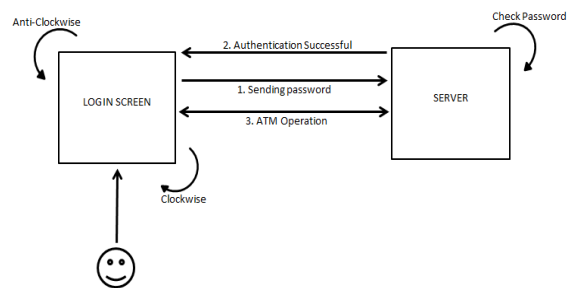 Anti-Clockwise
Check Password
2. Authentication Successful
1. Sending password
LOGIN SCREEN
SERVER
3. ATM Operation
Clockwise